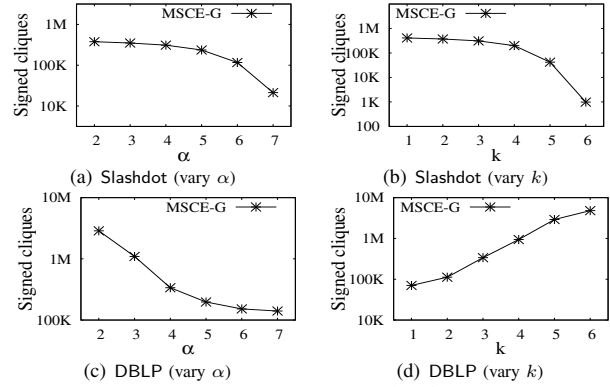 MSCE-G
Signed cliques
1M
100K
10K
2 3 4 5 6 7
α
(a) Slashdot (vary α)
MSCE-G
Signed cliques
1M
100K
10K
1K
100
1 2 3 4 5 6
k
(b) Slashdot (vary k)
MSCE-G
Signed cliques
10M
1M
100K
2 3 4 5 6 7
α
(c) DBLP (vary α)
MSCE-G
Signed cliques
10M
1M
100K
10K
1 2 3 4 5 6
k
(d) DBLP (vary k)